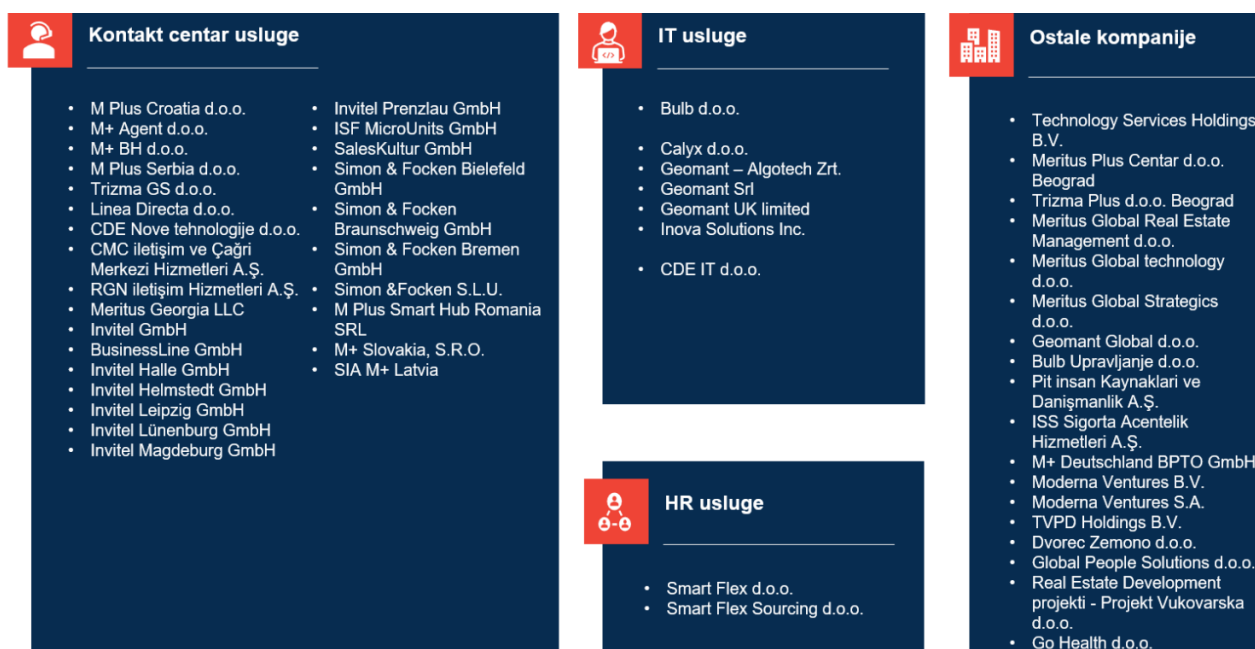 Kontakt centar usluge
• M Plus Croatia d.o.o.
• M+ Agent d.o.o.
• M+ BH d.o.o.
• M Plus Serbia d.o.o.
• Trizma GS d.o.o.
• Linea Directa d.o.o.
• CDE Nove tehnologije d.o.o.
• CMC iletişim ve Çağri
Merkezi Hizmetleri A.Ş.
• RGN iletişim Hizmetleri A.Ş.
• Meritus Georgia LLC
• Invitel GmbH
• BusinessLine GmbH
• Invitel Halle GmbH
• Invitel Helmstedt GmbH
• Invitel Leipzig GmbH
• Invitel Lünenburg GmbH
• Invitel Magdeburg GmbH
• Invitel Prenzlau GmbH
• ISF MicroUnits GmbH
• SalesKultur GmbH
• Simon & Focken Bielefeld
GmbH
• Simon & Focken
Braunschweig GmbH
• Simon & Focken Bremen
GmbH
• Simon &Focken S.L.U.
• M Plus Smart Hub Romania
SRL
• M+ Slovakia, S.R.O.
• SIA M+ Latvia
IT usluge
• Bulb d.o.o.
• Calyx d.o.o.
• Geomant – Algotech Zrt.
• Geomant Srl
• Geomant UK limited
• Inova Solutions Inc.
• CDE IT d.o.o.
HR usluge
• Smart Flex d.o.o.
• Smart Flex Sourcing d.o.o.
Ostale kompanije
• Technology Services Holdings
B.V.
• Meritus Plus Centar d.o.o.
Beograd
• Trizma Plus d.o.o. Beograd
• Meritus Global Real Estate
Management d.o.o.
• Meritus Global technology
d.o.o.
• Meritus Global Strategics
d.o.o.
• Geomant Global d.o.o.
• Bulb Upravljanje d.o.o.
• Pit insan Kaynaklari ve
Danişmanlik A.Ş.
• ISS Sigorta Acentelik
Hizmetleri A.Ş.
• M+ Deutschland BPTO GmbH
• Moderna Ventures B.V.
• Moderna Ventures S.A.
• TVPD Holdings B.V.
• Dvorec Zemono d.o.o.
• Global People Solutions d.o.o.
• Real Estate Development
projekti - Projekt Vukovarska
d.o.o.
• Go Health d.o.o.